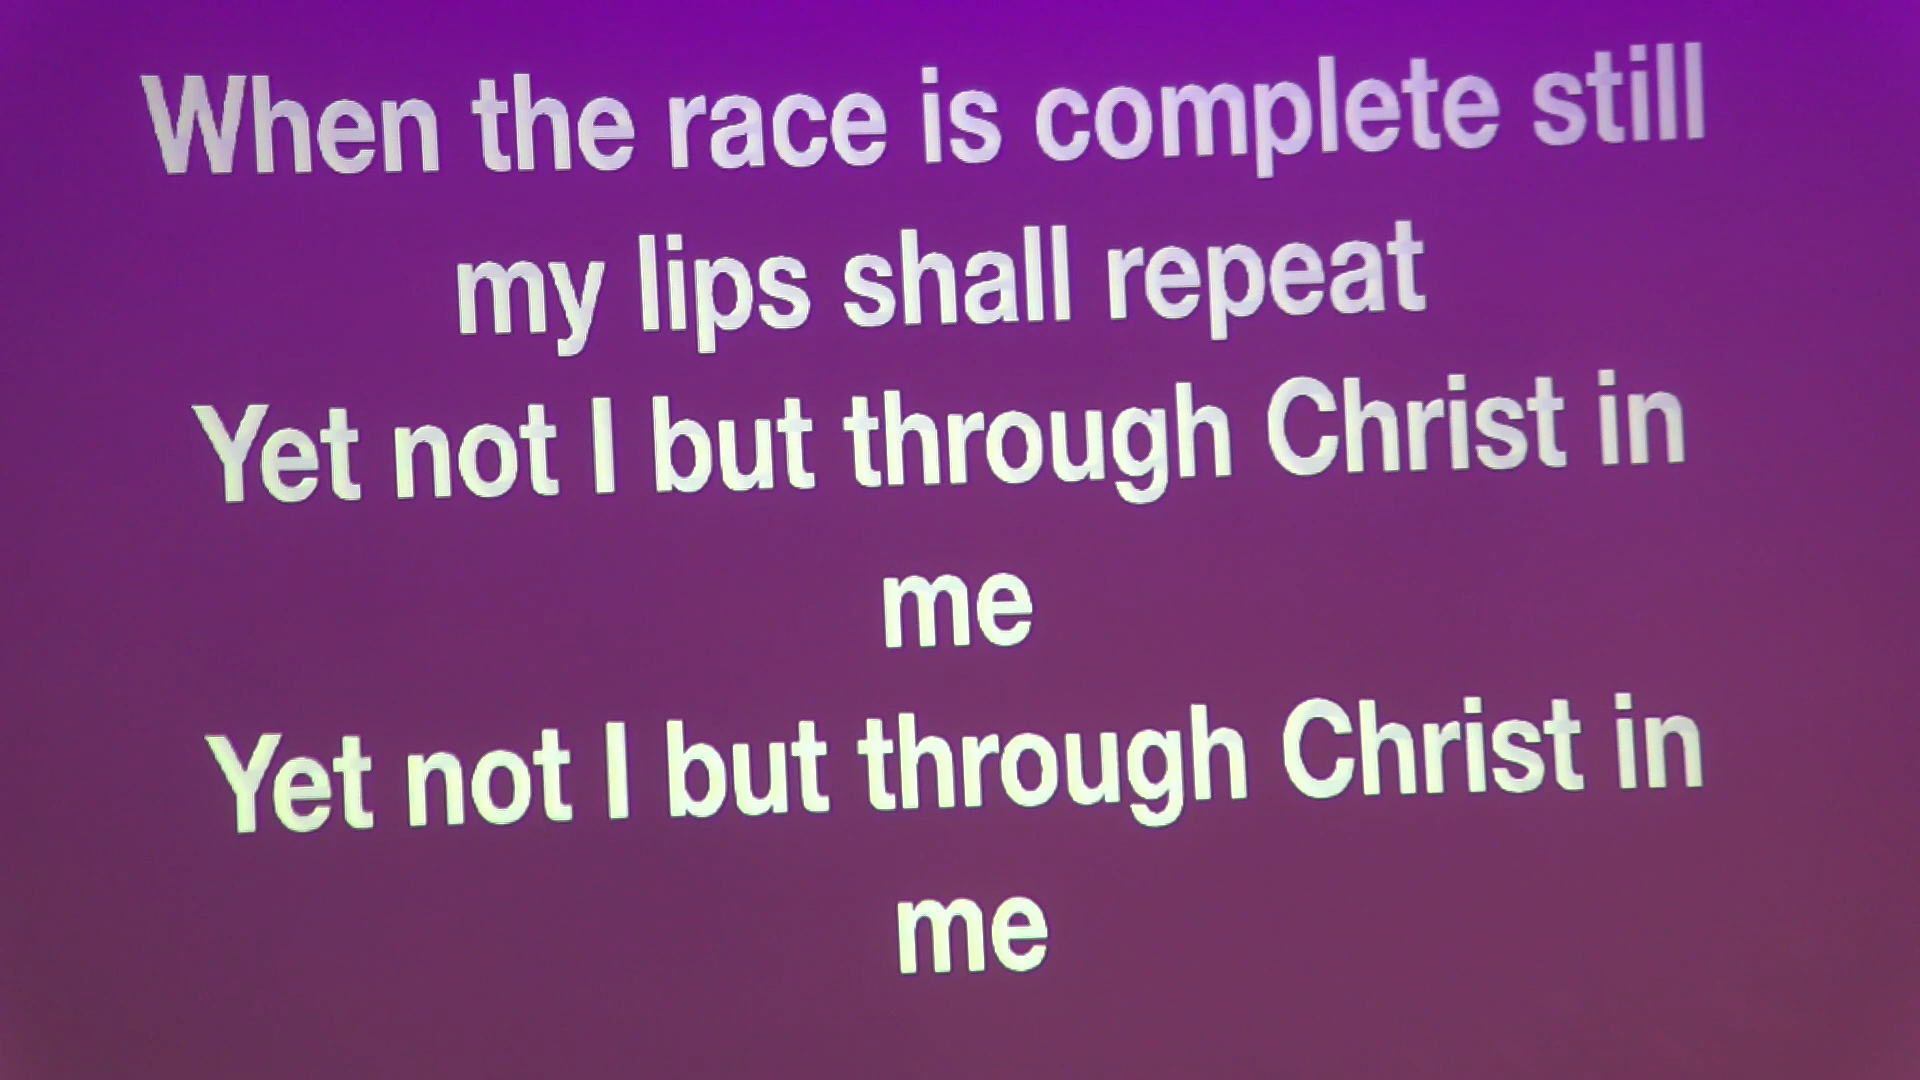 When the race is complete still
my lips shall repeat
Yet not I but through Christ in
me
Yet not I but through Christ in
me